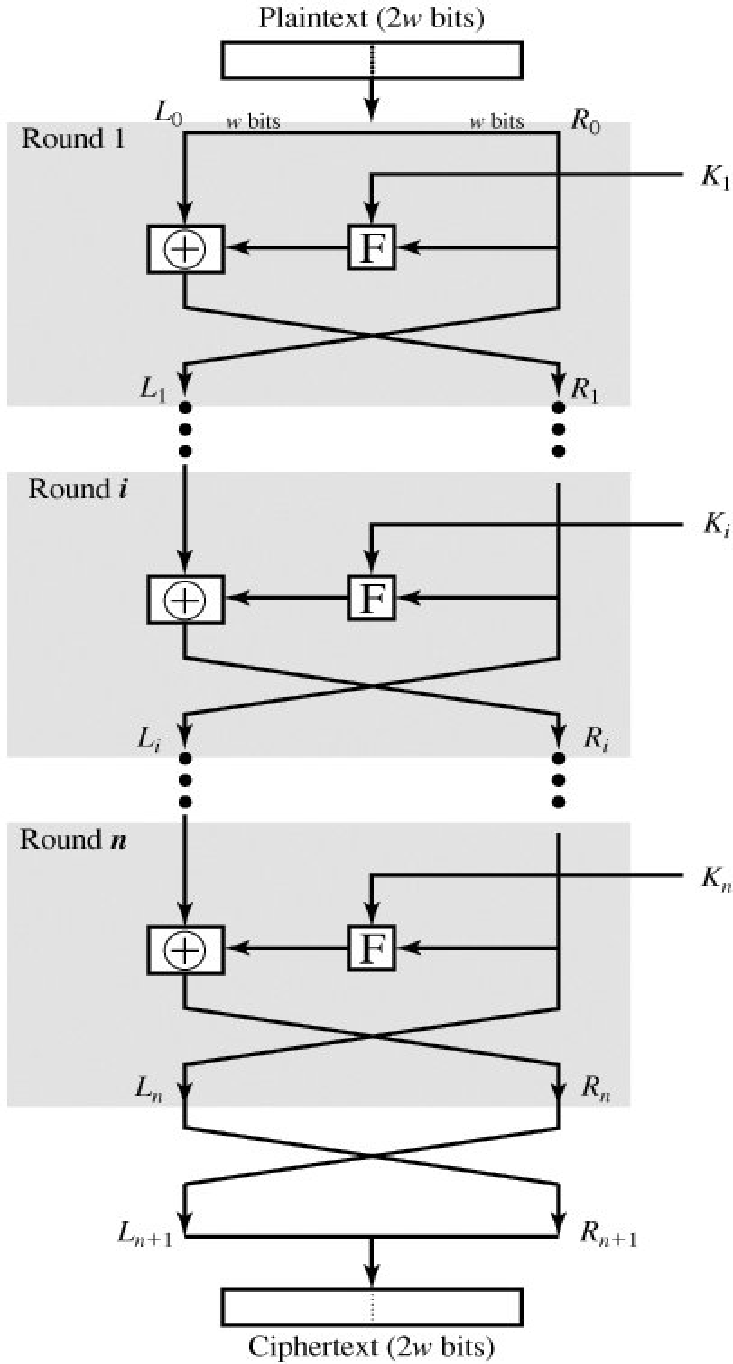 Plaintext (2w bits)
L₀ w bits w bits R₀
Round 1
K₁
⊕ F
L₁ R₁
Round i
Kᵢ
⊕ F
Lᵢ Rᵢ
Round n
Kₙ
⊕ F
Lₙ Rₙ
Lₙ₊₁ Rₙ₊₁
Ciphertext (2w bits)